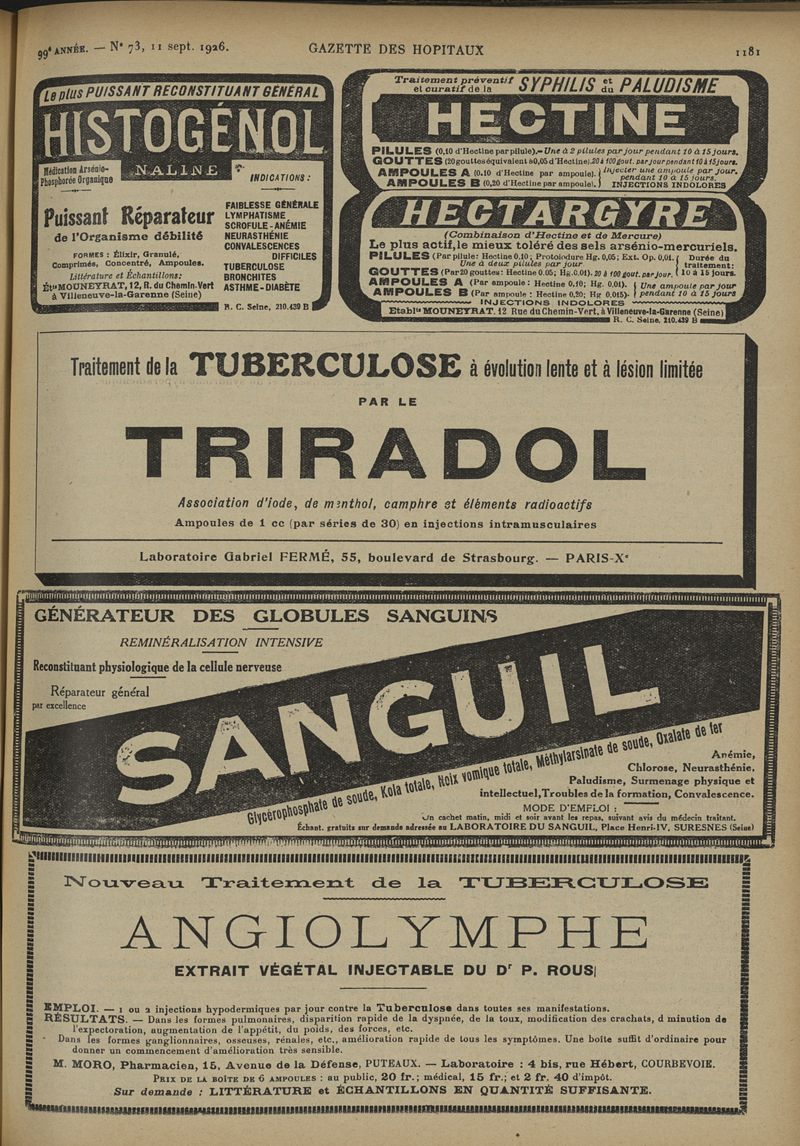 99e ANNÉE. — N° 73, 11 sept. 1926.
GAZETTE DES HOPITAUX
1181
Le plus PUISSANT RECONSTITUANT GÉNÉRAL
HISTOGÉNOL
Médication Arsénio-
Phosphorée Organique
NALINE
INDICATIONS :
Puissant Réparateur
de l'Organisme débilité
FORMES : Élixir, Granulé,
Comprimés, Concentré, Ampoules.
Littérature et Échantillons:
Éts MOUNEYRAT, 12, R. du Chemin-Vert
à Villeneuve-la-Garenne (Seine)
FAIBLESSE GÉNÉRALE
LYMPHATISME
SCROFULE - ANÉMIE
NEURASTHÉNIE
CONVALESCENCES
DIFFICILES
TUBERCULOSE
BRONCHITES
ASTHME - DIABÈTE
R. C. Seine, 210.439 B
Traitement préventif et curatif de la SYPHILIS et du PALUDISME
HECTINE
PILULES (0,10 d'Hectine par pilule).— Une à 2 pilules par jour pendant 10 à 15 jours.
GOUTTES (20 gouttes équivalent à 0,05 d'Hectine) 20 à 100 gout. par jour pendant 10 à 15 jours.
AMPOULES A (0.10 d'Hectine par ampoule). Injecter une ampoule par jour.
pendant 10 à 15 jours.
AMPOULES B (0,20 d'Hectine par ampoule). INJECTIONS INDOLORES
HECTARGYRE
(Combinaison d'Hectine et de Mercure)
Le plus actif, le mieux toléré des sels arsénio-mercuriels.
PILULES (Par pilule: Hectine 0,10 ; Protoiodure Hg. 0,05 ; Ext. Op. 0,01. Durée du
Une à deux pilules par jour. traitement:
GOUTTES (Par 20 gouttes: Hectine 0.05; Hg. 0.01). 20 à 100 gout. par jour. 10 à 15 jours.
AMPOULES A (Par ampoule : Hectine 0,10; Hg. 0,01). Une ampoule par jour
AMPOULES B (Par ampoule : Hectine 0,20; Hg 0,015). pendant 10 à 15 jours
INJECTIONS INDOLORES
Etablts MOUNEYRAT, 12 Rue du Chemin-Vert, à Villeneuve-la-Garenne (Seine)
R. C. Seine, 210.439 B
Traitement de la TUBERCULOSE à évolution lente et à lésion limitée
PAR LE
TRIRADOL
Association d'iode, de menthol, camphre et éléments radioactifs
Ampoules de 1 cc (par séries de 30) en injections intramusculaires
Laboratoire Gabriel FERMÉ, 55, boulevard de Strasbourg. — PARIS-Xe
GÉNÉRATEUR DES GLOBULES SANGUINS
REMINÉRALISATION INTENSIVE
Reconstituant physiologique de la cellule nerveuse
Réparateur général
par excellence
SANGUIL
Glycérophosphate de soude, Kola totale, Noix vomique totale, Méthylarsinate de soude, Oxalate de fer
Anémie,
Chlorose, Neurasthénie,
Paludisme, Surmenage physique et
intellectuel, Troubles de la formation, Convalescence.
MODE D'EMPLOI :
Un cachet matin, midi et soir avant les repas, suivant avis du médecin traitant.
Échant. gratuits sur demande adressée au LABORATOIRE DU SANGUIL, Place Henri-IV. SURESNES (Seine)
Nouveau Traitement de la TUBERCULOSE
ANGIOLYMPHE
EXTRAIT VÉGÉTAL INJECTABLE DU Dr P. ROUS
EMPLOI. — 1 ou 2 injections hypodermiques par jour contre la Tuberculose dans toutes ses manifestations.
RÉSULTATS. — Dans les formes pulmonaires, disparition rapide de la dyspnée, de la toux, modification des crachats, d minution de
l'expectoration, augmentation de l'appétit, du poids, des forces, etc.
Dans les formes ganglionnaires, osseuses, rénales, etc., amélioration rapide de tous les symptômes. Une boîte suffit d'ordinaire pour
donner un commencement d'amélioration très sensible.
M. MORO, Pharmacien, 15, Avenue de la Défense, PUTEAUX. — Laboratoire : 4 bis, rue Hébert, COURBEVOIE.
PRIX DE LA BOITE DE 6 AMPOULES : au public, 20 fr. ; médical, 15 fr. ; et 2 fr. 40 d'impôt.
Sur demande : LITTÉRATURE et ÉCHANTILLONS EN QUANTITÉ SUFFISANTE.